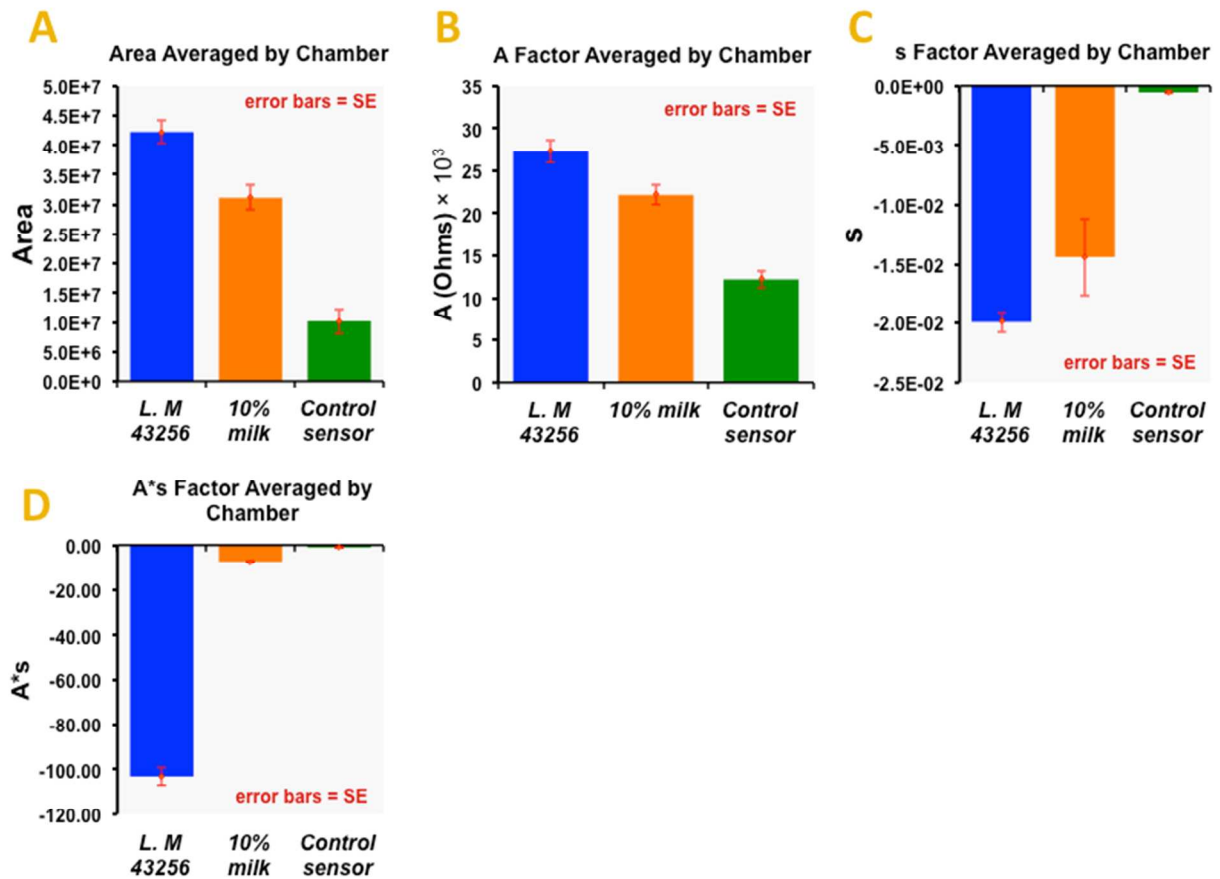 A
Area Averaged by Chamber
error bars = SE
Area
5.0E+7
4.5E+7
4.0E+7
3.5E+7
3.0E+7
2.5E+7
2.0E+7
1.5E+7
1.0E+7
5.0E+6
0.0E+0
L. M 10% Control
43256 milk sensor
B
A Factor Averaged by Chamber
error bars = SE
A (Ohms) × 10³
35
30
25
20
15
10
5
0
L. M 10% milk Control
43256 sensor
C
s Factor Averaged by Chamber
s
0.0E+00
-5.0E-03
-1.0E-02
-1.5E-02
-2.0E-02
-2.5E-02
error bars = SE
L. M 10% Control
43256 milk sensor
D
A*s Factor Averaged by
Chamber
A*s
0.00
-20.00
-40.00
-60.00
-80.00
-100.00
-120.00
error bars = SE
L. M 10% Control
43256 milk sensor